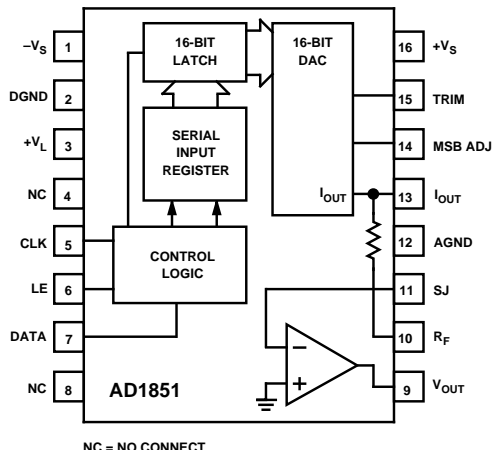 –VS 1
DGND 2
+VL 3
NC 4
CLK 5
LE 6
DATA 7
NC 8
16-BIT
LATCH
SERIAL
INPUT
REGISTER
CONTROL
LOGIC
16-BIT
DAC
IOUT
AD1851
16 +VS
15 TRIM
14 MSB ADJ
13 IOUT
12 AGND
11 SJ
10 RF
9 VOUT
–
+
NC = NO CONNECT